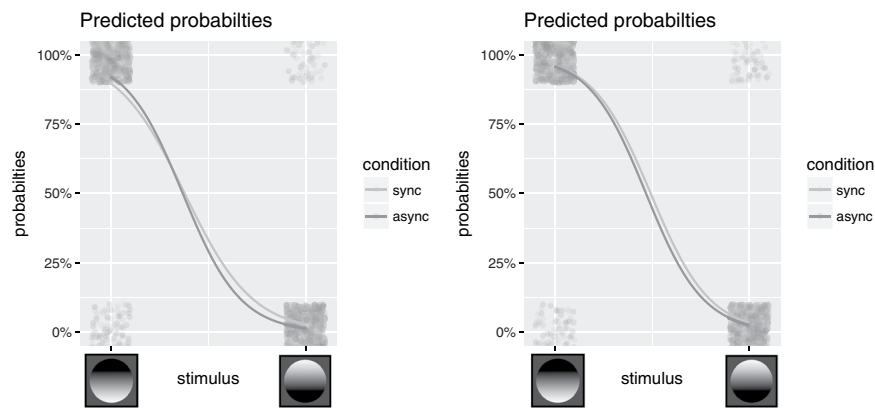 Predicted probabilties
100%
75%
50%
25%
0%
probabilties
stimulus
condition
sync
async
Predicted probabilties
100%
75%
50%
25%
0%
probabilties
stimulus
condition
sync
async